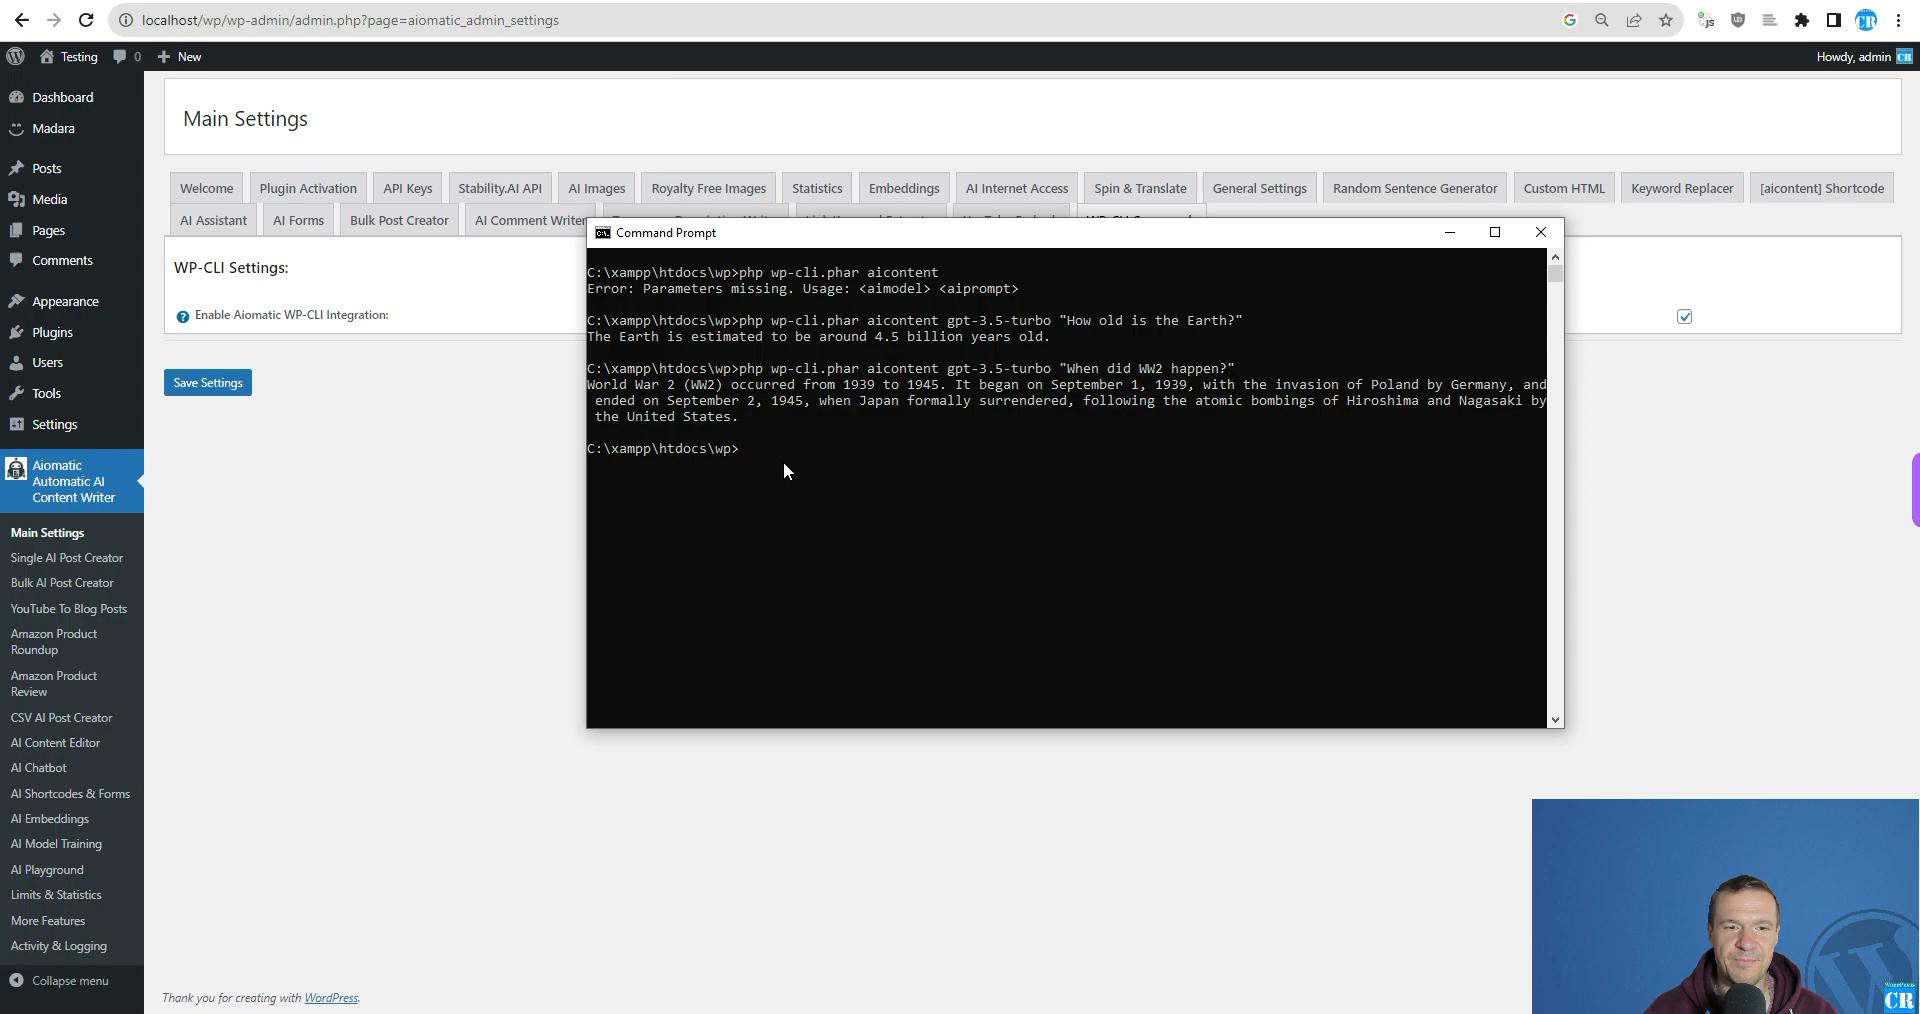 localhost/wp/wp-admin/admin.php?page=aiomatic_admin_settings
Testing
0
New
Howdy, admin
CR
Dashboard
Madara
Posts
Media
Pages
Comments
Appearance
Plugins
Users
Tools
Settings
Aiomatic
Automatic AI
Content Writer
Main Settings
Single AI Post Creator
Bulk AI Post Creator
YouTube To Blog Posts
Amazon Product
Roundup
Amazon Product
Review
CSV AI Post Creator
AI Content Editor
AI Chatbot
AI Shortcodes & Forms
AI Embeddings
AI Model Training
AI Playground
Limits & Statistics
More Features
Activity & Logging
Collapse menu
Main Settings
Welcome
Plugin Activation
API Keys
Stability.AI API
AI Images
Royalty Free Images
Statistics
Embeddings
AI Internet Access
Spin & Translate
General Settings
Random Sentence Generator
Custom HTML
Keyword Replacer
[aicontent] Shortcode
AI Assistant
AI Forms
Bulk Post Creator
AI Comment Writer
WP-CLI Settings:
Enable Aiomatic WP-CLI Integration:
Save Settings
Command Prompt
C:\xampp\htdocs\wp>php wp-cli.phar aicontent
Error: Parameters missing. Usage: <aimodel> <aiprompt>
C:\xampp\htdocs\wp>php wp-cli.phar aicontent gpt-3.5-turbo "How old is the Earth?"
The Earth is estimated to be around 4.5 billion years old.
C:\xampp\htdocs\wp>php wp-cli.phar aicontent gpt-3.5-turbo "When did WW2 happen?"
World War 2 (WW2) occurred from 1939 to 1945. It began on September 1, 1939, with the invasion of Poland by Germany, and
ended on September 2, 1945, when Japan formally surrendered, following the atomic bombings of Hiroshima and Nagasaki by
the United States.
C:\xampp\htdocs\wp>
Thank you for creating with WordPress.
WORDPRESS
CR